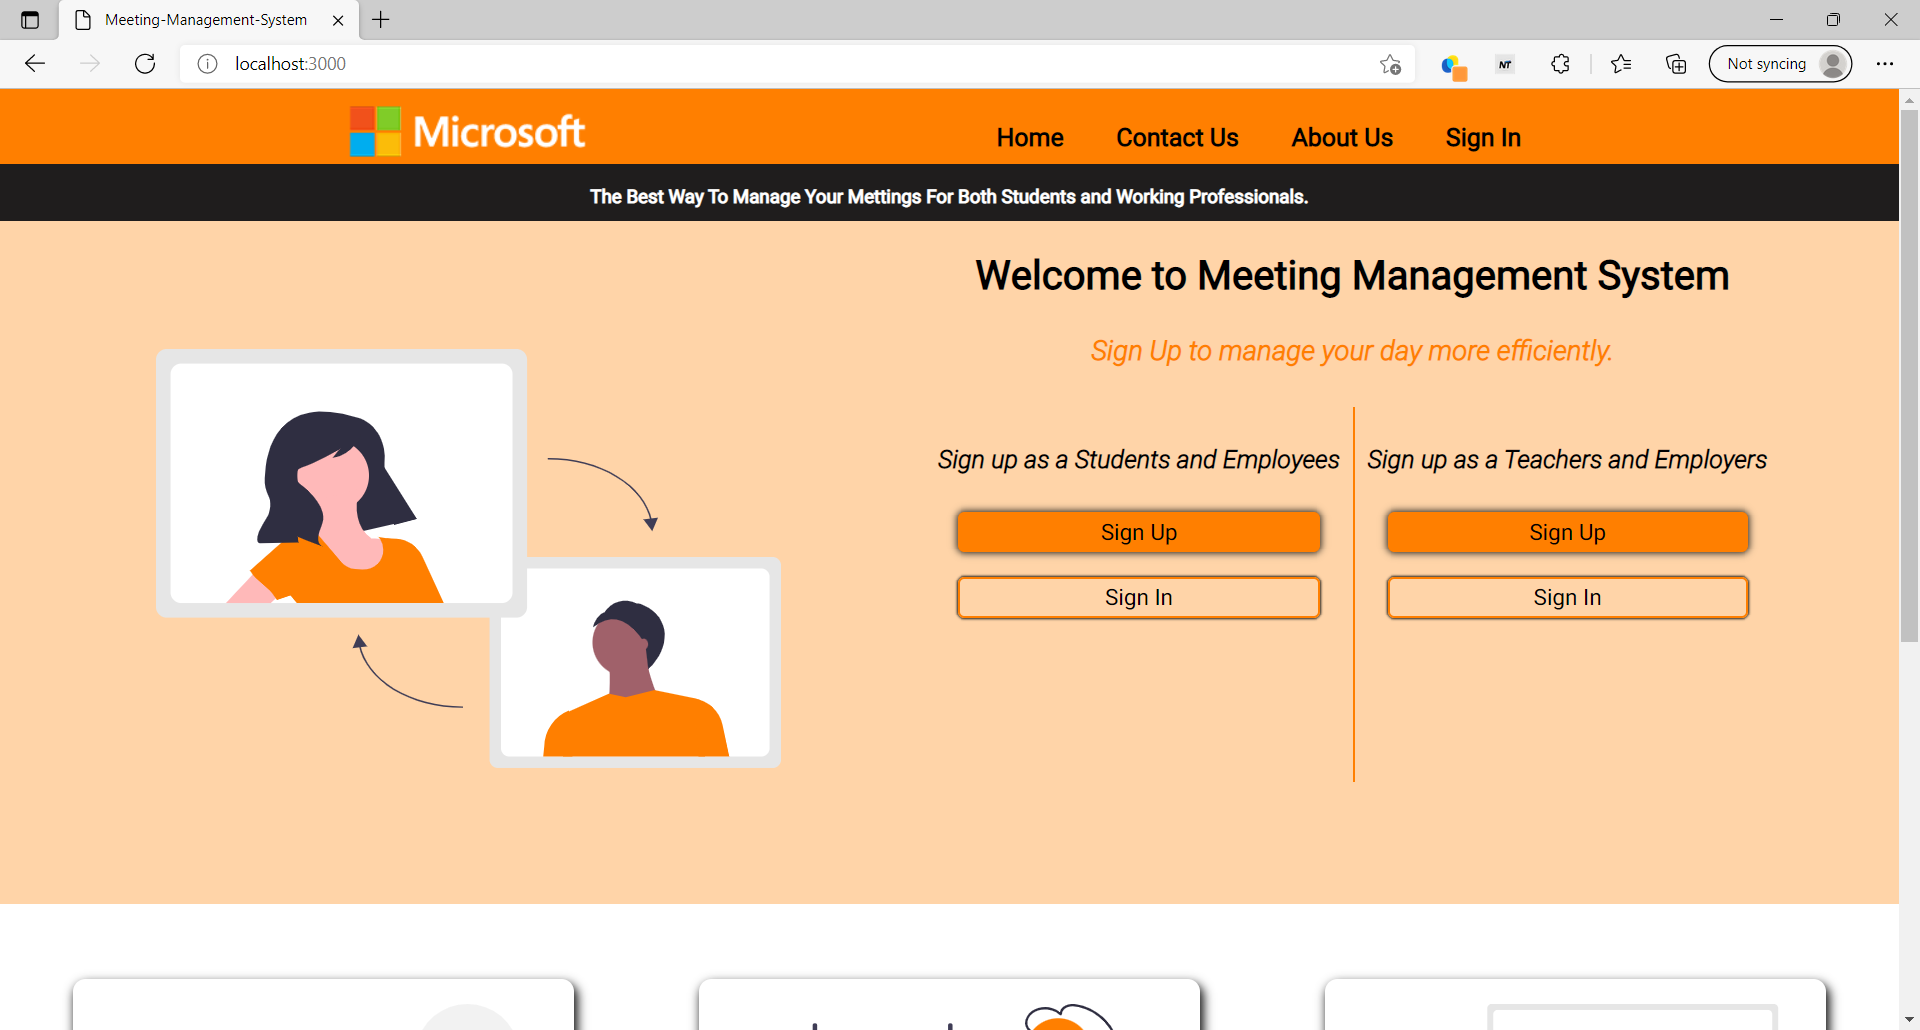 Meeting-Management-System
localhost:3000
NT
Not syncing
Microsoft
Home
Contact Us
About Us
Sign In
The Best Way To Manage Your Mettings For Both Students and Working Professionals.
Welcome to Meeting Management System
Sign Up to manage your day more efficiently.
Sign up as a Students and Employees
Sign Up
Sign In
Sign up as a Teachers and Employers
Sign Up
Sign In